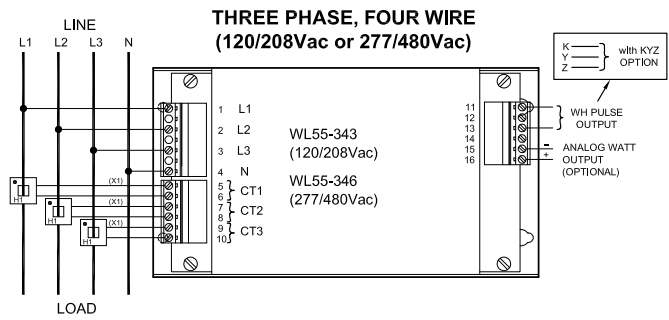 THREE PHASE, FOUR WIRE
(120/208Vac or 277/480Vac)
LINE
L1 L2 L3 N
K
Y
Z
with KYZ
OPTION
1 L1
2 L2
3 L3
4 N
5
6
CT1
7
8
CT2
9
10
CT3
(X1)
(X1)
(X1)
H1
H1
H1
WL55-343
(120/208Vac)
WL55-346
(277/480Vac)
11
12
13
14
15
16
WH PULSE
OUTPUT
-
+
ANALOG WATT
OUTPUT
(OPTIONAL)
LOAD